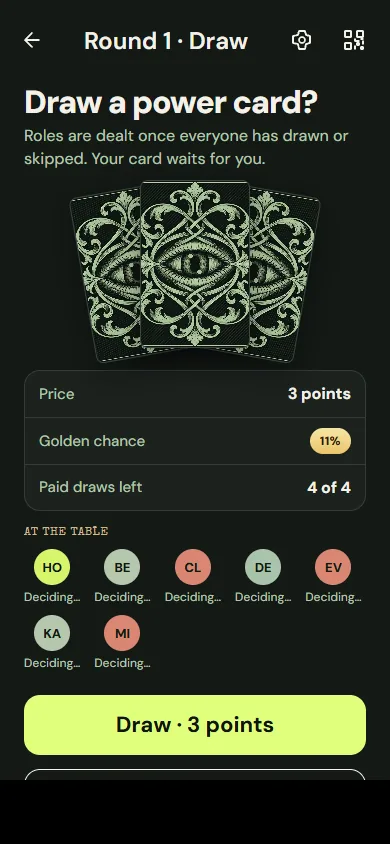 Round 1 · Draw
Draw a power card?
Roles are dealt once everyone has drawn or
skipped. Your card waits for you.
Price
3 points
Golden chance
11%
Paid draws left
4 of 4
AT THE TABLE
HO
BE
CL
DE
EV
Deciding…
Deciding…
Deciding…
Deciding…
Deciding…
KA
MI
Deciding…
Deciding…
Draw · 3 points